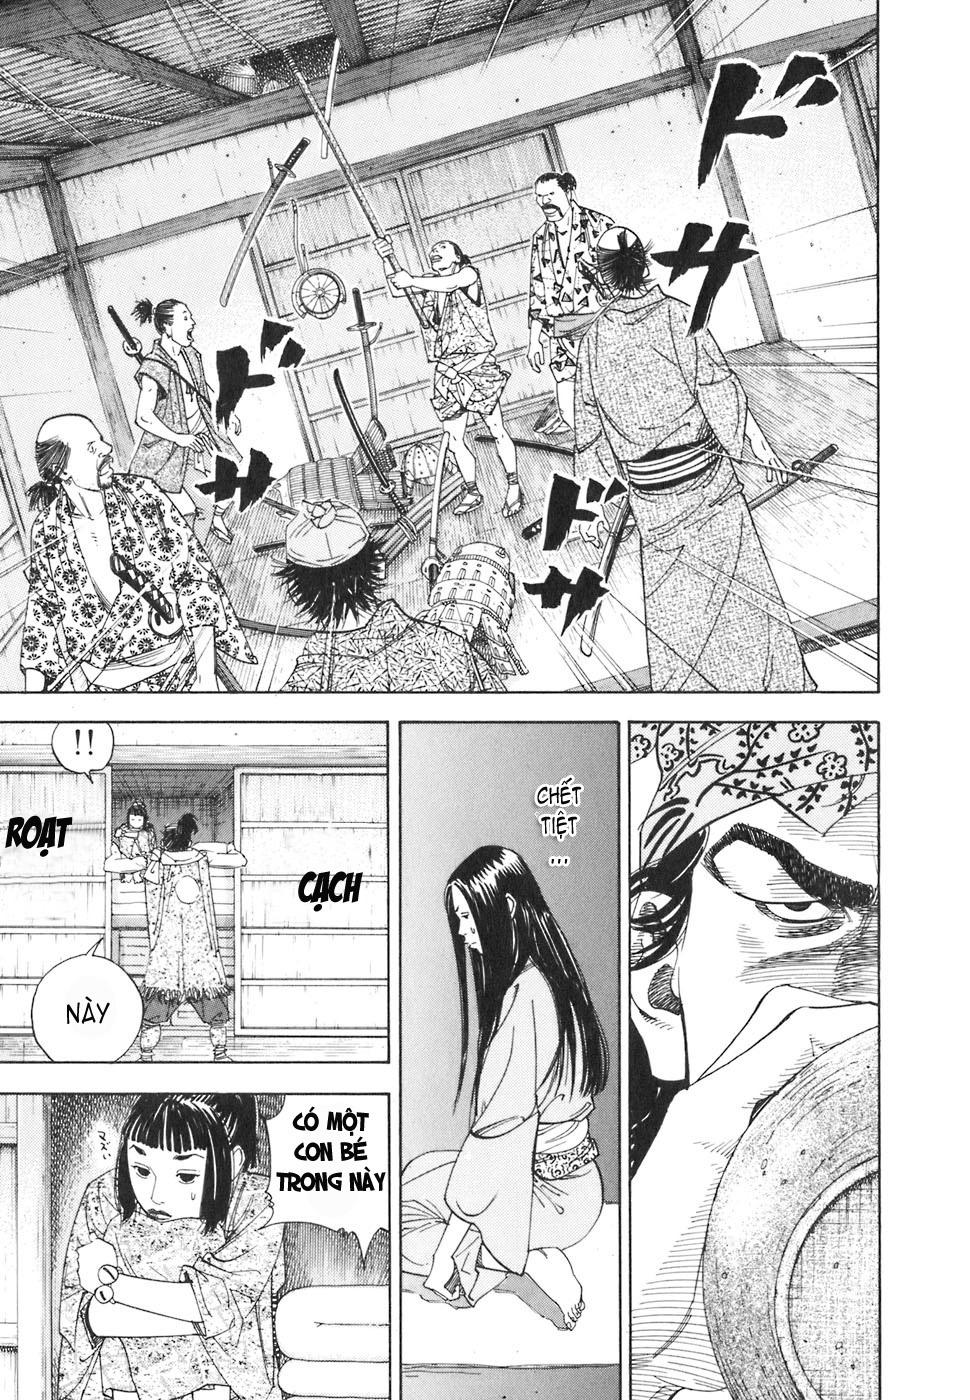 ドサ
ドサ
ドサ
CHẾT
TIỆT
...
!!
CẠCH
ROẠT
NÀY
CÓ MỘT
CON BÉ
TRONG NÀY